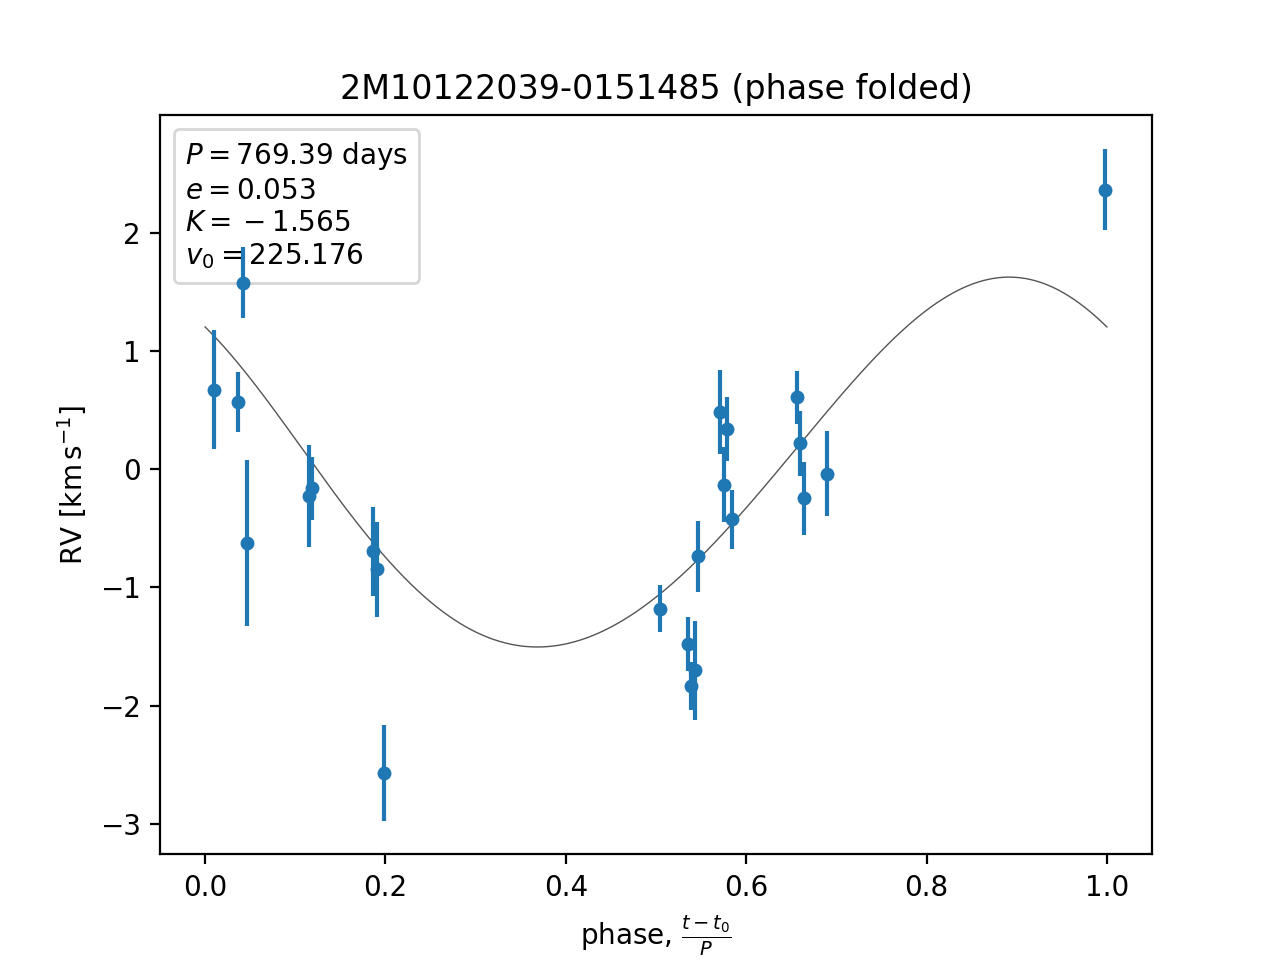 2M10122039-0151485 (phase folded)
P = 769.39 days
e = 0.053
K = −1.565
v₀ = 225.176
RV [km s⁻¹]
2
1
0
−1
−2
−3
0.0 0.2 0.4 0.6 0.8 1.0
phase, (t − t₀)/P